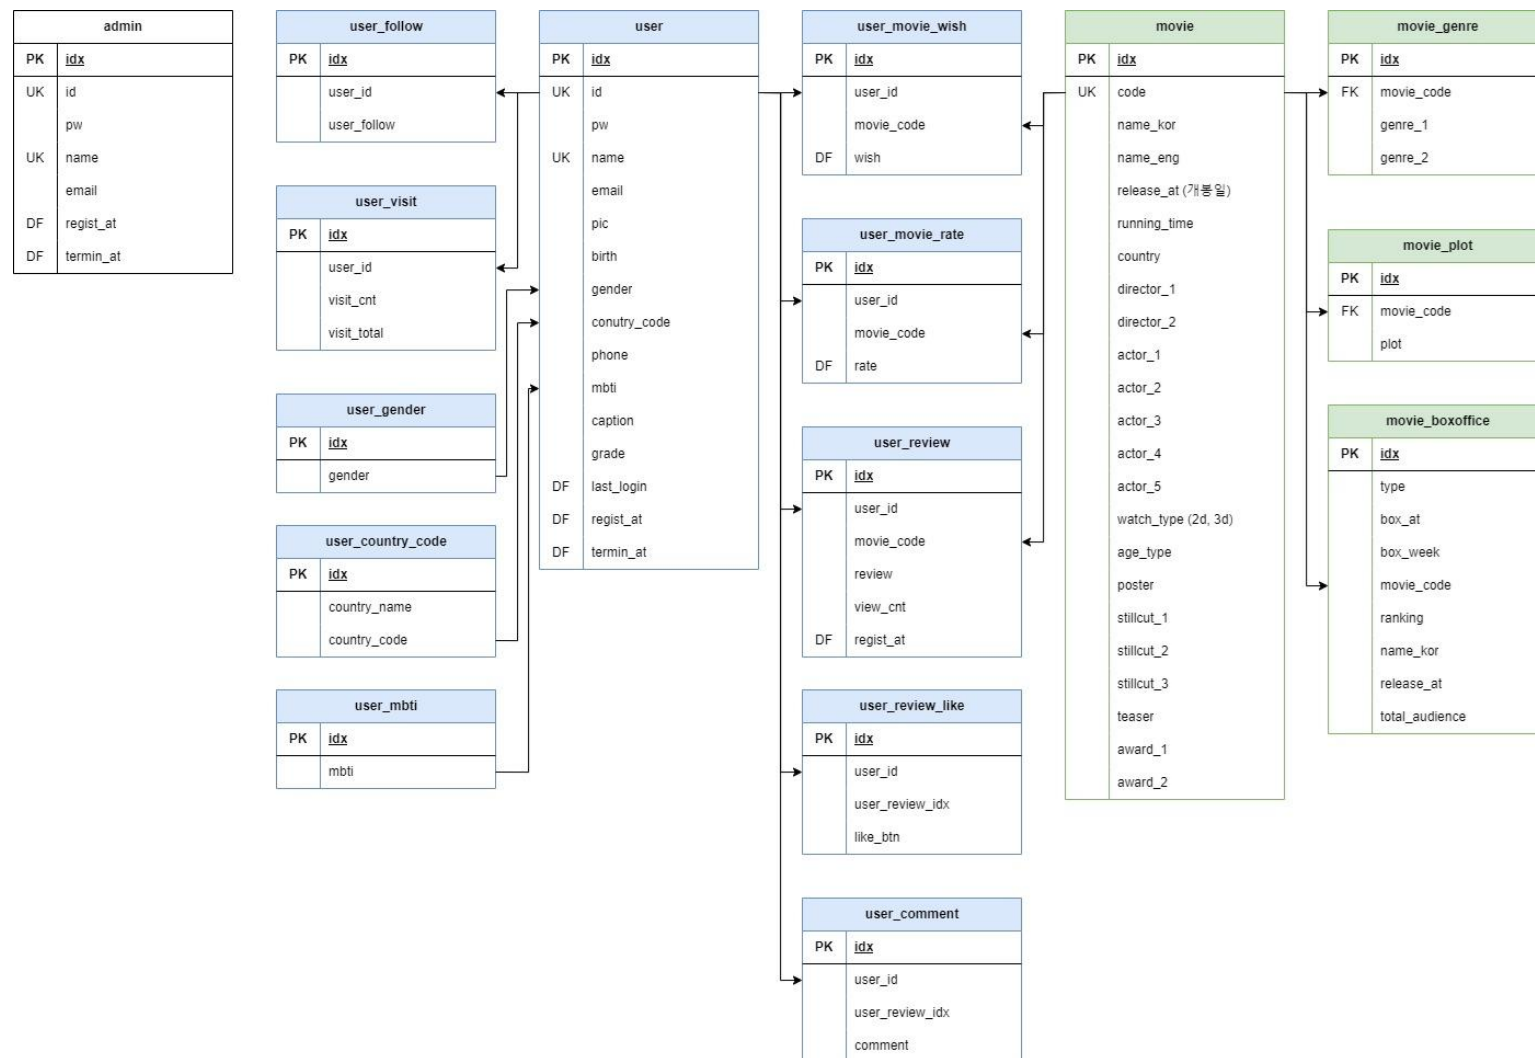 admin
PK idx
UK id
pw
UK name
email
DF regist_at
DF termin_at
user_follow
PK idx
user_id
user_follow
user_visit
PK idx
user_id
visit_cnt
visit_total
user_gender
PK idx
gender
user_country_code
PK idx
country_name
country_code
user_mbti
PK idx
mbti
user
PK idx
UK id
pw
UK name
email
pic
birth
gender
conutry_code
phone
mbti
caption
grade
DF last_login
DF regist_at
DF termin_at
user_movie_wish
PK idx
user_id
movie_code
DF wish
user_movie_rate
PK idx
user_id
movie_code
DF rate
user_review
PK idx
user_id
movie_code
review
view_cnt
DF regist_at
user_review_like
PK idx
user_id
user_review_idx
like_btn
user_comment
PK idx
user_id
user_review_idx
comment
movie
PK idx
UK code
name_kor
name_eng
release_at (개봉일)
running_time
country
director_1
director_2
actor_1
actor_2
actor_3
actor_4
actor_5
watch_type (2d, 3d)
age_type
poster
stillcut_1
stillcut_2
stillcut_3
teaser
award_1
award_2
movie_genre
PK idx
FK movie_code
genre_1
genre_2
movie_plot
PK idx
FK movie_code
plot
movie_boxoffice
PK idx
type
box_at
box_week
movie_code
ranking
name_kor
release_at
total_audience